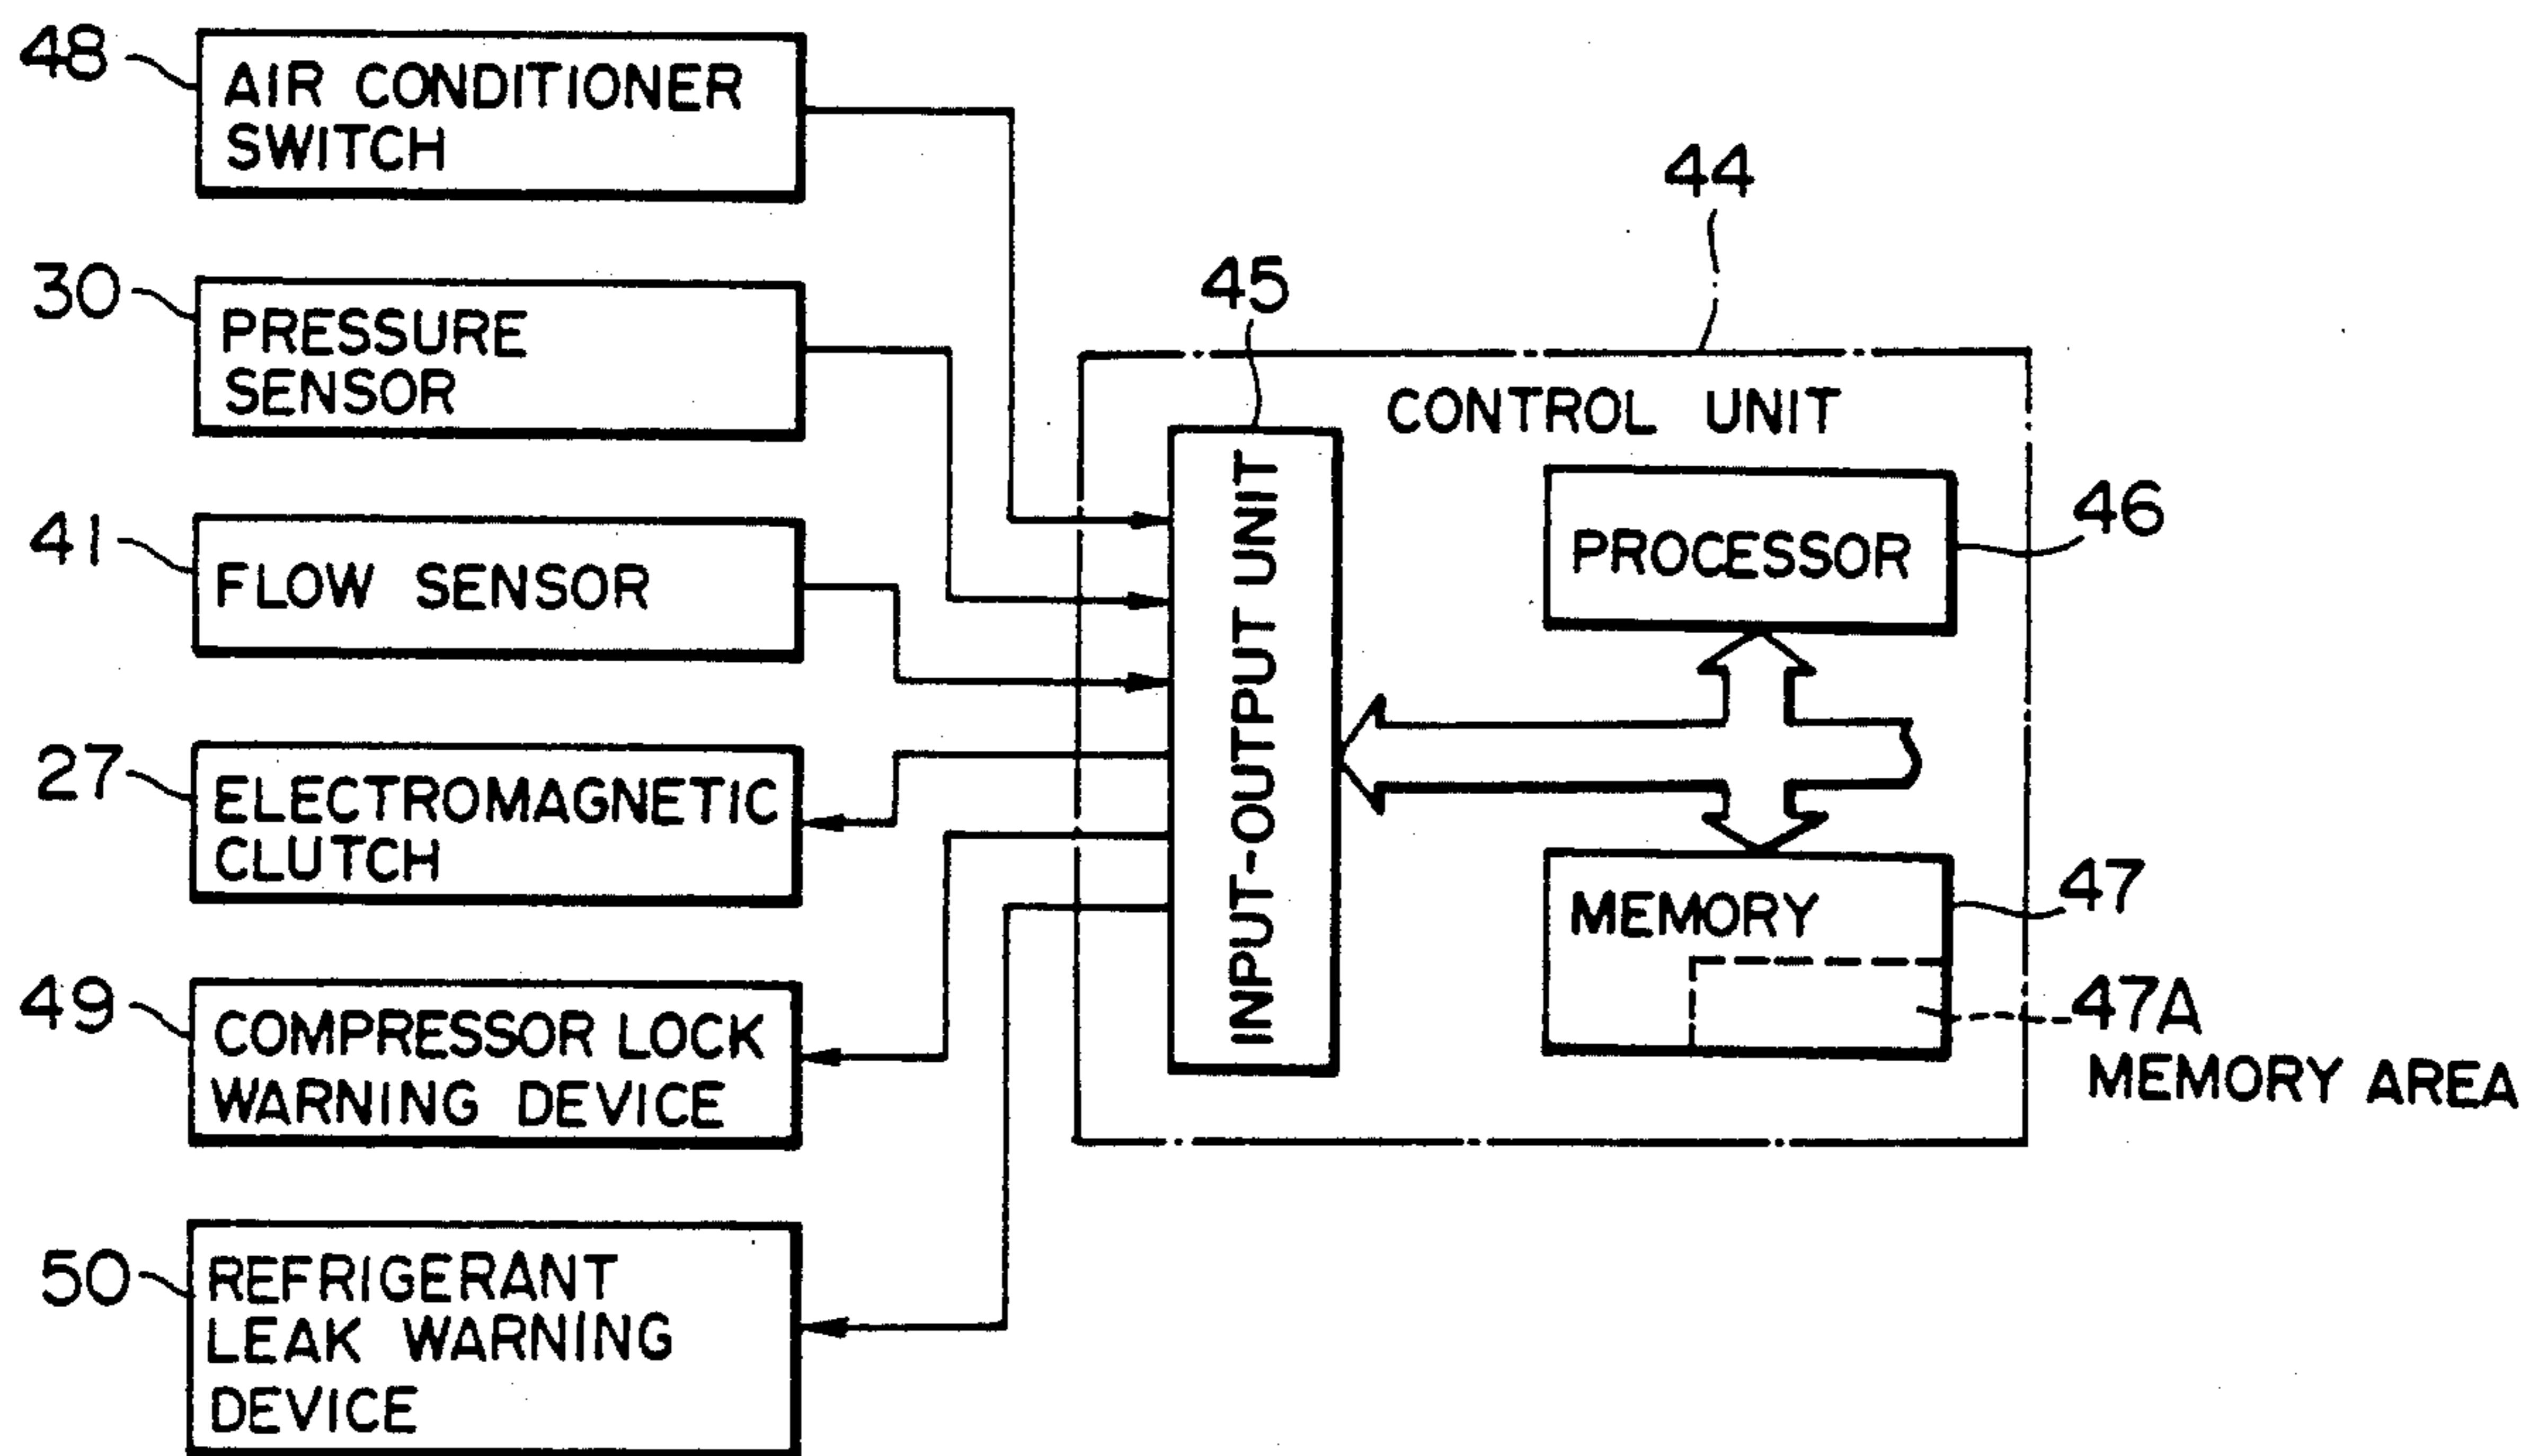 48
AIR CONDITIONER
SWITCH
30
PRESSURE
SENSOR
41
FLOW SENSOR
27
ELECTROMAGNETIC
CLUTCH
49
COMPRESSOR LOCK
WARNING DEVICE
50
REFRIGERANT
LEAK WARNING
DEVICE
44
45
CONTROL UNIT
INPUT-OUTPUT UNIT
PROCESSOR
46
MEMORY
47
47A
MEMORY AREA